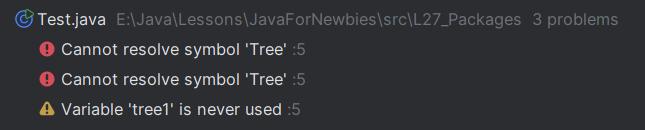 Test.java E:\Java\Lessons\JavaForNewbies\src\L27_Packages 3 problems
Cannot resolve symbol 'Tree' :5
Cannot resolve symbol 'Tree' :5
Variable 'tree1' is never used :5